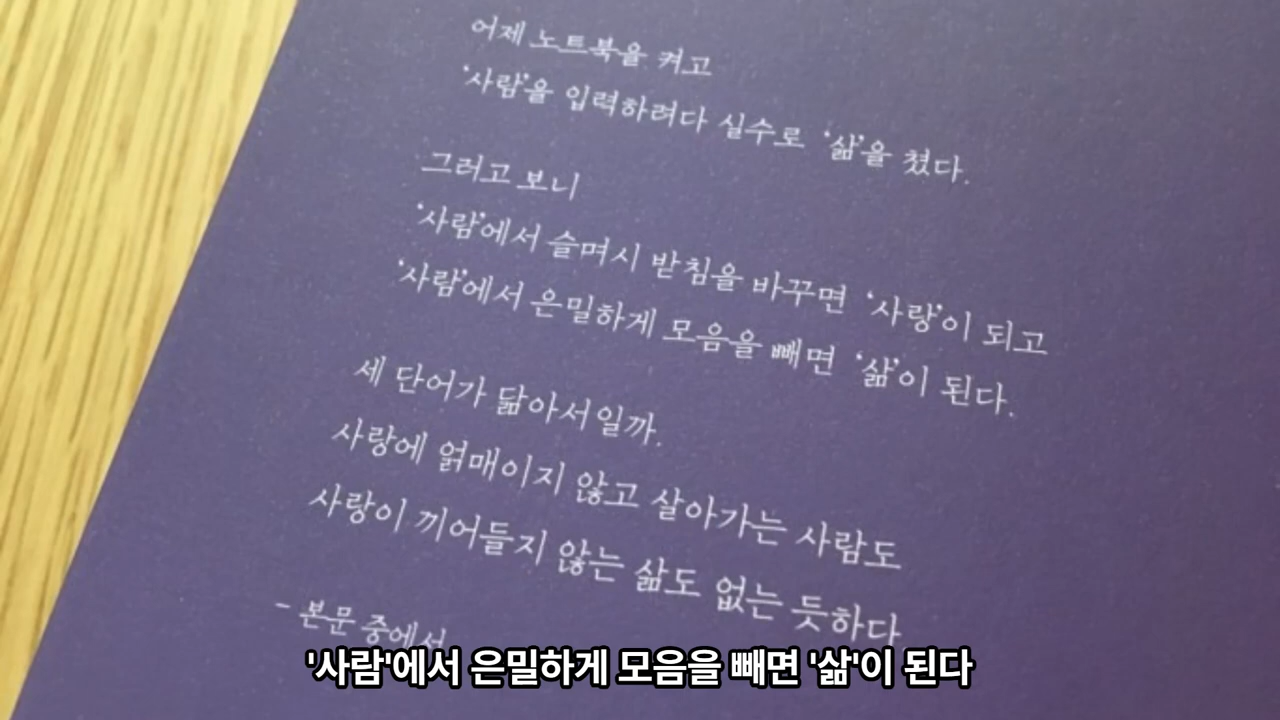 어제 노트북을 켜고
‘사람’을 입력하려다 실수로 ‘삶’을 쳤다.
그러고 보니
‘사람’에서 슬며시 받침을 바꾸면 ‘사랑’이 되고
‘사람’에서 은밀하게 모음을 빼면 ‘삶’이 된다.
세 단어가 닮아서일까.
사랑에 얽매이지 않고 살아가는 사람도
사랑이 끼어들지 않는 삶도 없는 듯하다.
- 본문 중에서
'사람'에서 은밀하게 모음을 빼면 '삶'이 된다